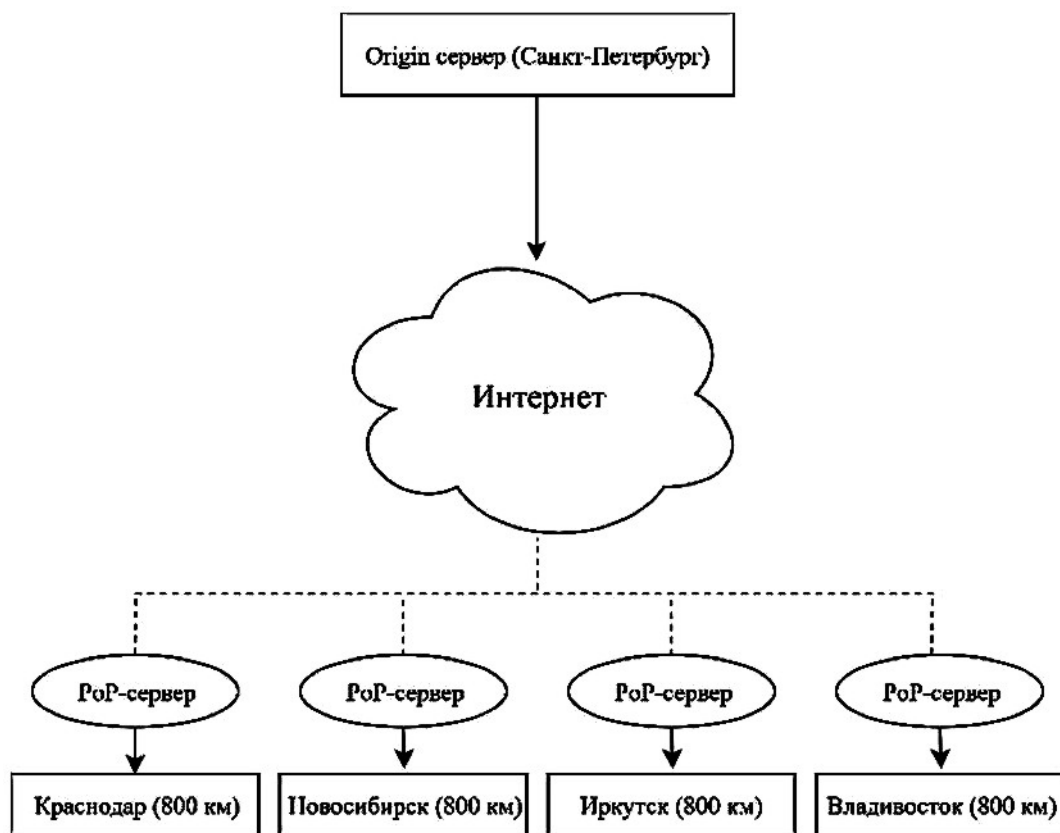 Origin сервер (Санкт-Петербург)
Интернет
PoP-сервер
PoP-сервер
PoP-сервер
PoP-сервер
Краснодар (800 км)
Новосибирск (800 км)
Иркутск (800 км)
Владивосток (800 км)